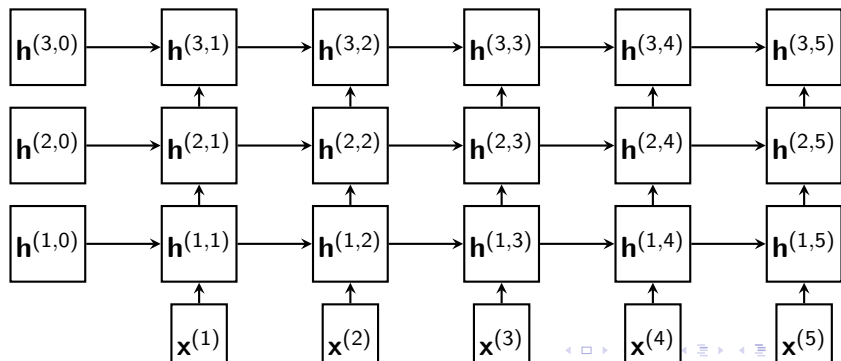 h^(3,0) h^(3,1) h^(3,2) h^(3,3) h^(3,4) h^(3,5)
h^(2,0) h^(2,1) h^(2,2) h^(2,3) h^(2,4) h^(2,5)
h^(1,0) h^(1,1) h^(1,2) h^(1,3) h^(1,4) h^(1,5)
x^(1) x^(2) x^(3) x^(4) x^(5)